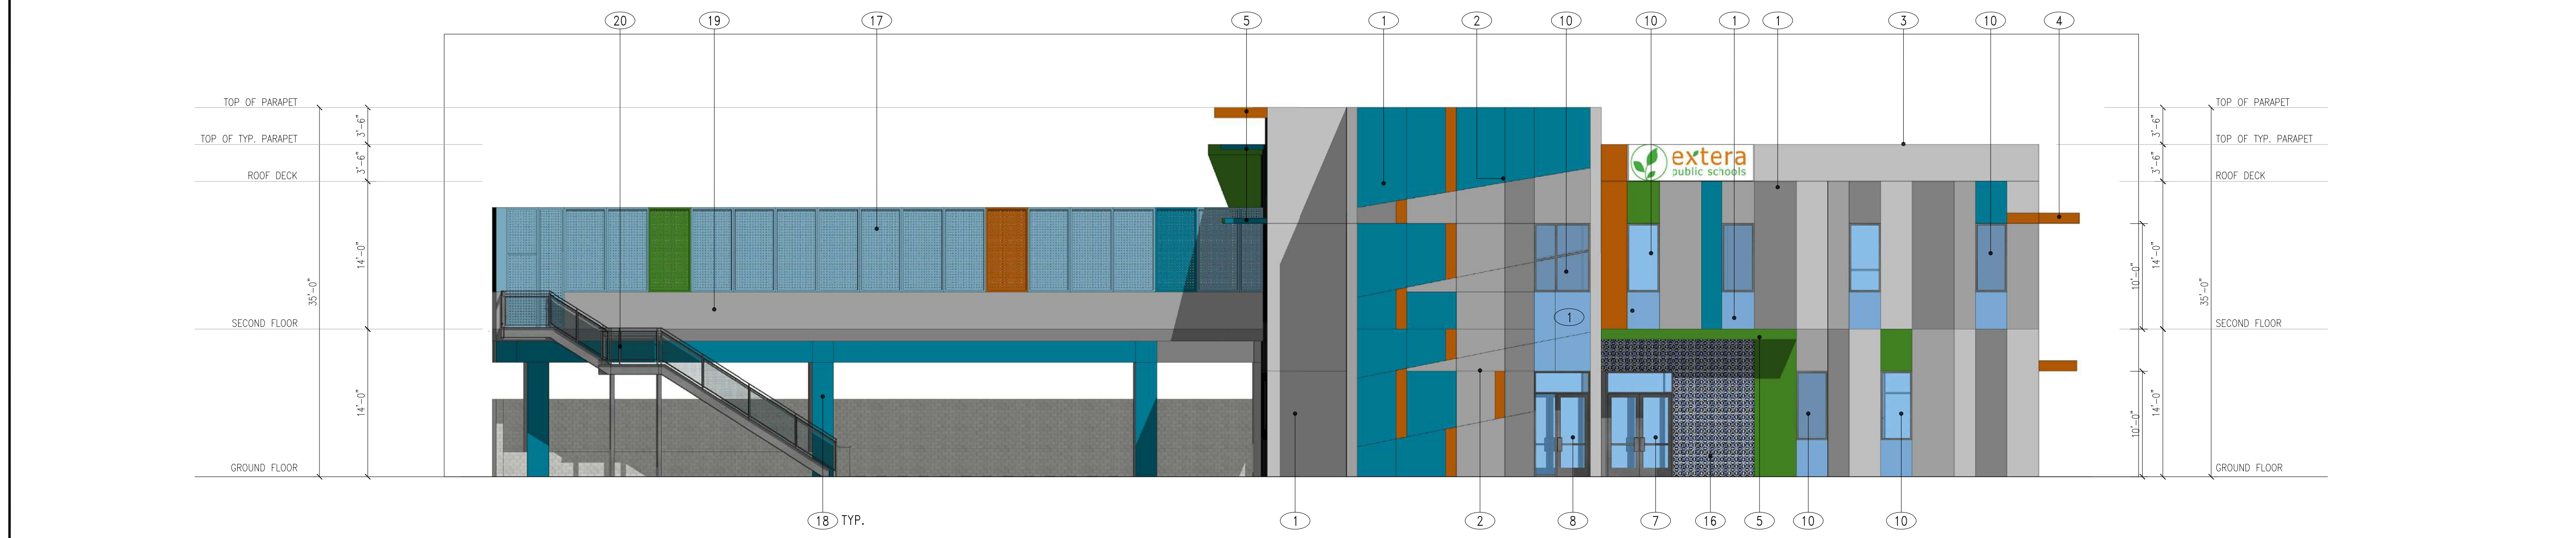 20 19 17 5 1 2 10 10 1 1 3 10 4
TOP OF PARAPET
TOP OF PARAPET
3'-6"
3'-6"
TOP OF TYP. PARAPET
TOP OF TYP. PARAPET
3'-6"
3'-6"
extera
public schools
ROOF DECK
ROOF DECK
14'-0"
14'-0"
10'-0"
35'-0"
35'-0"
1
SECOND FLOOR
SECOND FLOOR
14'-0"
14'-0"
10'-0"
GROUND FLOOR
GROUND FLOOR
18 TYP. 1 2 8 7 16 5 10 10